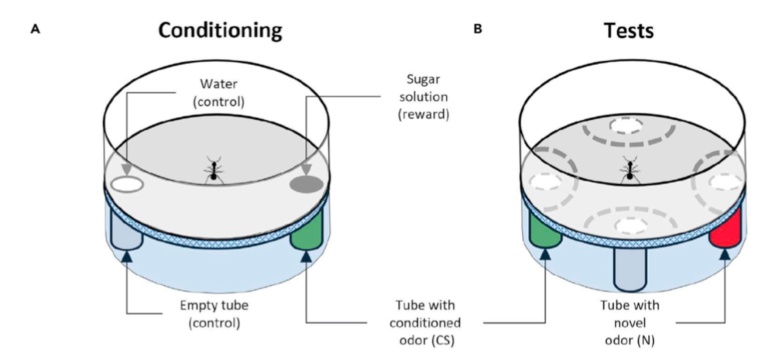 A
Conditioning
Water
(control)
Sugar
solution
(reward)
Empty tube
(control)
B
Tests
Tube with
conditioned
odor (CS)
Tube with
novel
odor (N)